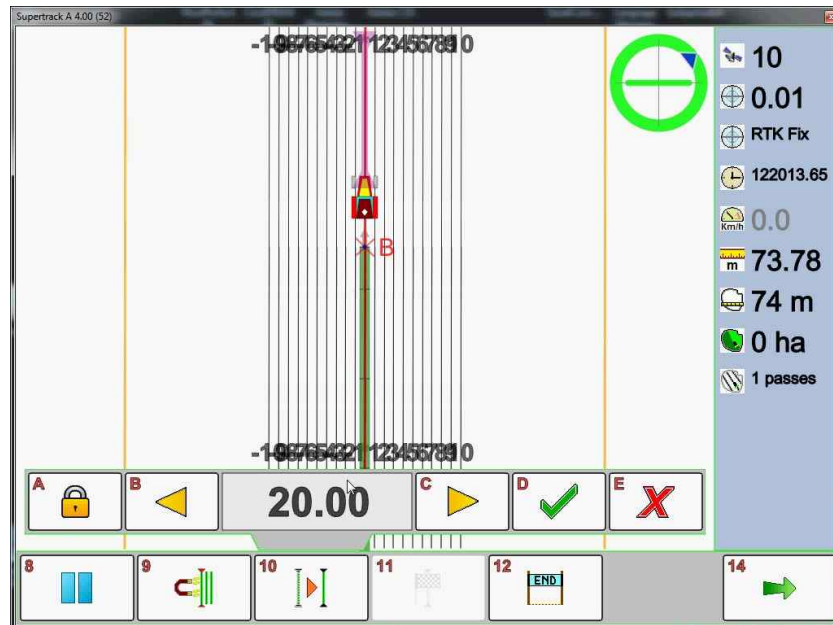 Supertrack A 4.00 (52)
10
0.01
RTK Fix
122013.65
Km/h
0.0
m
73.78
74 m
0 ha
1 passes
B
A
B
20.00
C
D
E
8
9
10
11
12
END
14